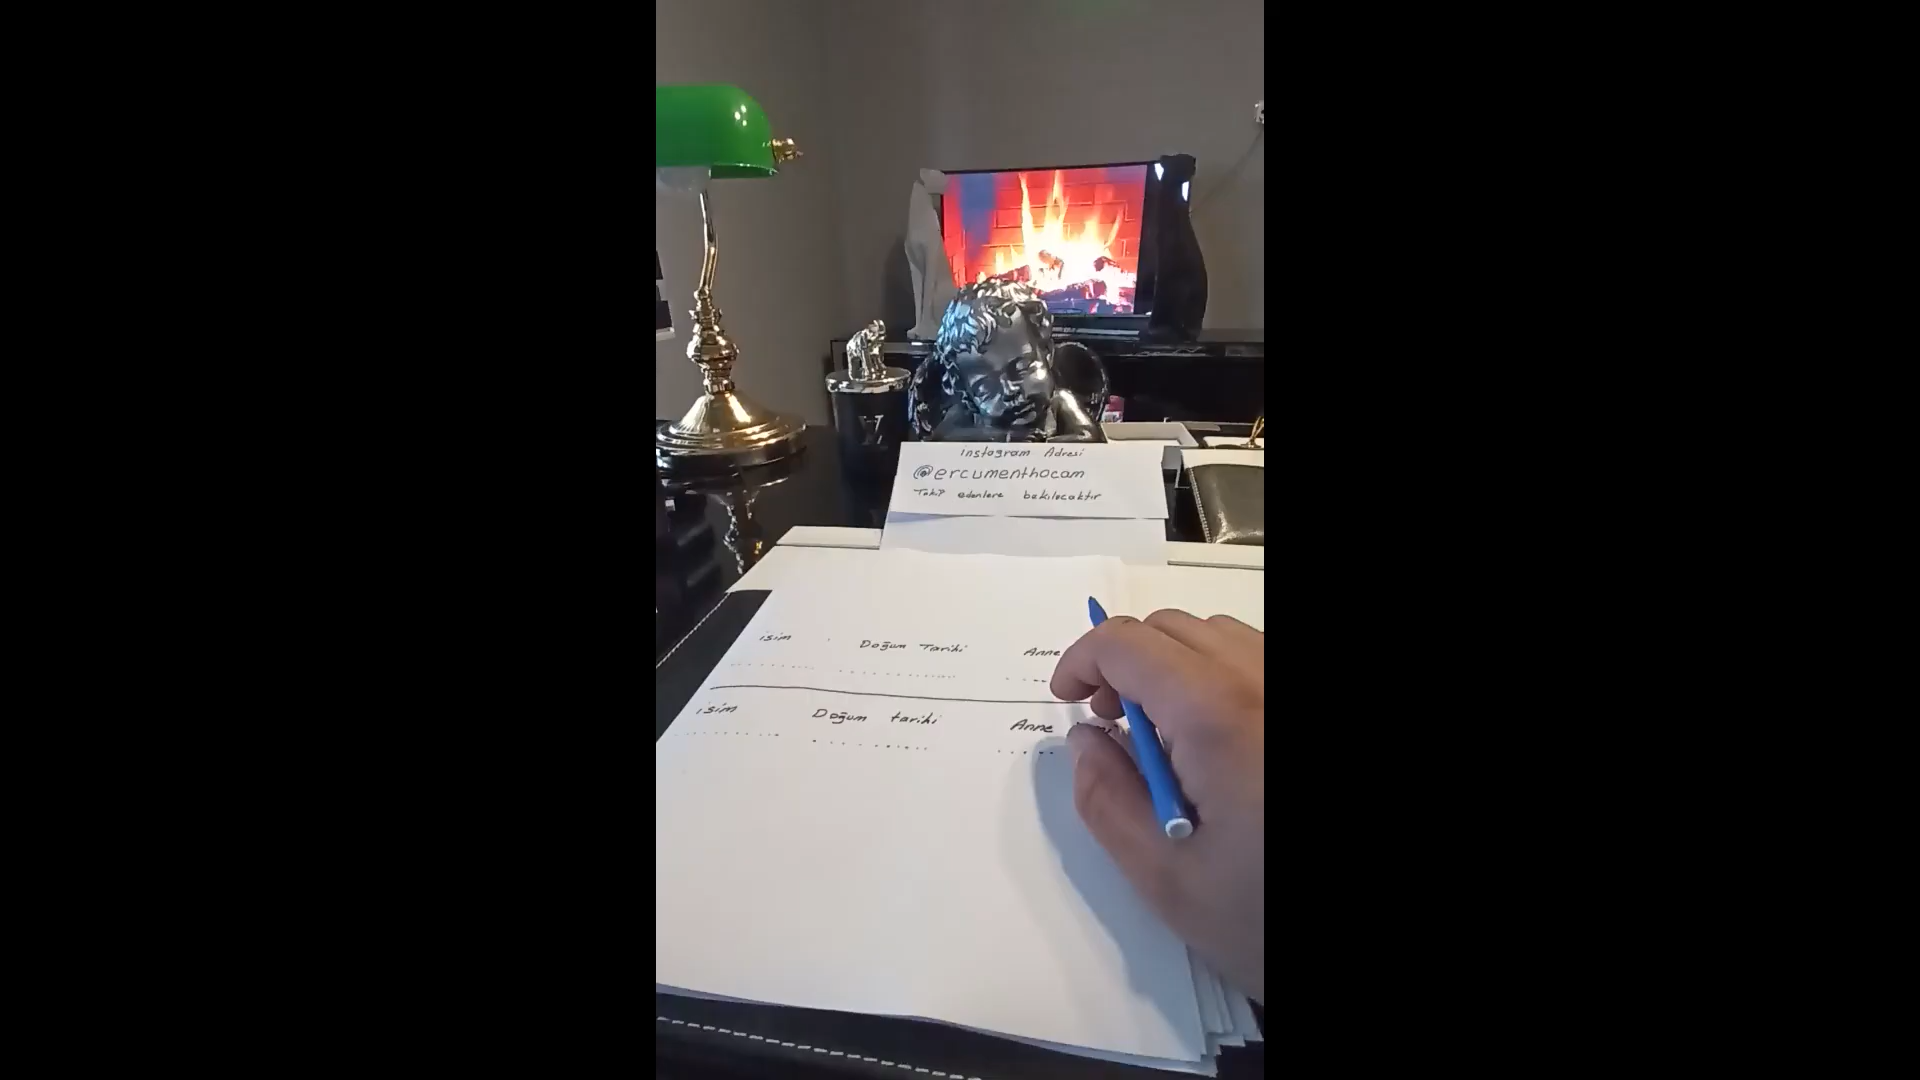 instagram Adresi
@ercumenthocam
Takip edenlere bakılacaktır
isim Doğum Tarihi Anne
isim Doğum tarihi Anne